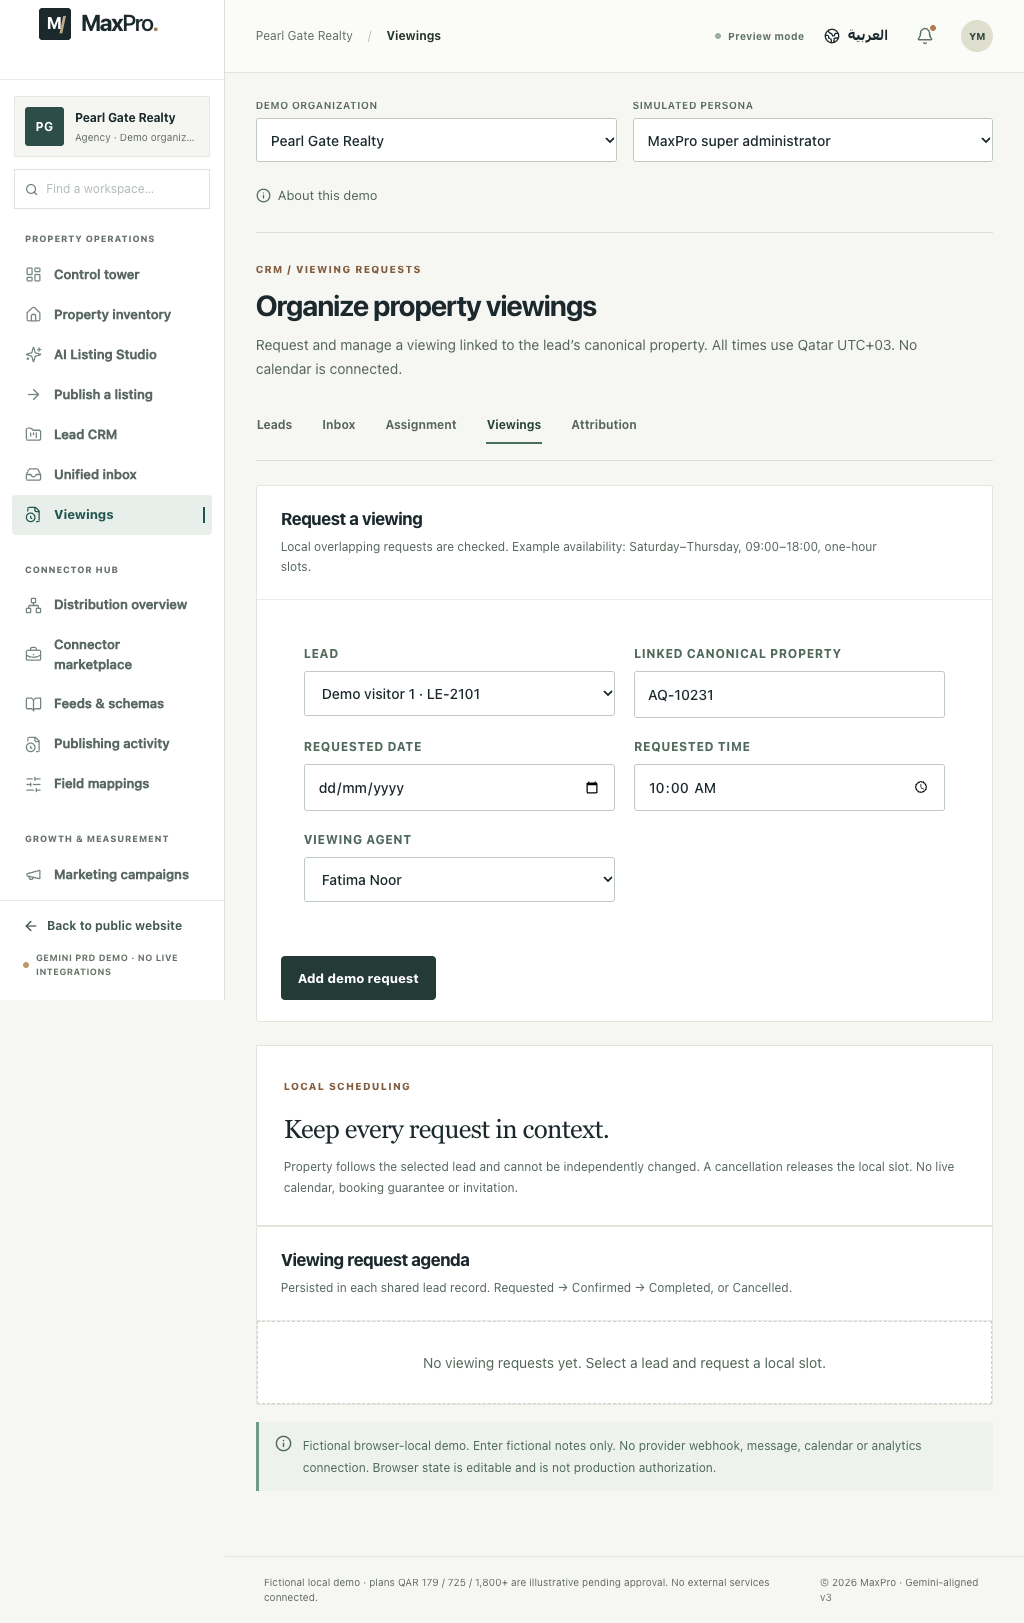 M/ MaxPro.
PG
Pearl Gate Realty
Agency · Demo organiz...
Find a workspace...
PROPERTY OPERATIONS
Control tower
Property inventory
AI Listing Studio
Publish a listing
Lead CRM
Unified inbox
Viewings
CONNECTOR HUB
Distribution overview
Connector
marketplace
Feeds & schemas
Publishing activity
Field mappings
GROWTH & MEASUREMENT
Marketing campaigns
Back to public website
GEMINI PRD DEMO · NO LIVE
INTEGRATIONS
Pearl Gate Realty / Viewings
Preview mode
العربية
YM
DEMO ORGANIZATION
Pearl Gate Realty
SIMULATED PERSONA
MaxPro super administrator
About this demo
CRM / VIEWING REQUESTS
Organize property viewings
Request and manage a viewing linked to the lead's canonical property. All times use Qatar UTC+03. No
calendar is connected.
Leads Inbox Assignment Viewings Attribution
Request a viewing
Local overlapping requests are checked. Example availability: Saturday–Thursday, 09:00–18:00, one-hour
slots.
LEAD
Demo visitor 1 · LE-2101
LINKED CANONICAL PROPERTY
AQ-10231
REQUESTED DATE
dd/mm/yyyy
REQUESTED TIME
10:00 AM
VIEWING AGENT
Fatima Noor
Add demo request
LOCAL SCHEDULING
Keep every request in context.
Property follows the selected lead and cannot be independently changed. A cancellation releases the local slot. No live
calendar, booking guarantee or invitation.
Viewing request agenda
Persisted in each shared lead record. Requested → Confirmed → Completed, or Cancelled.
No viewing requests yet. Select a lead and request a local slot.
Fictional browser-local demo. Enter fictional notes only. No provider webhook, message, calendar or analytics
connection. Browser state is editable and is not production authorization.
Fictional local demo · plans QAR 179 / 725 / 1,800+ are illustrative pending approval. No external services
connected.
© 2026 MaxPro · Gemini-aligned
v3